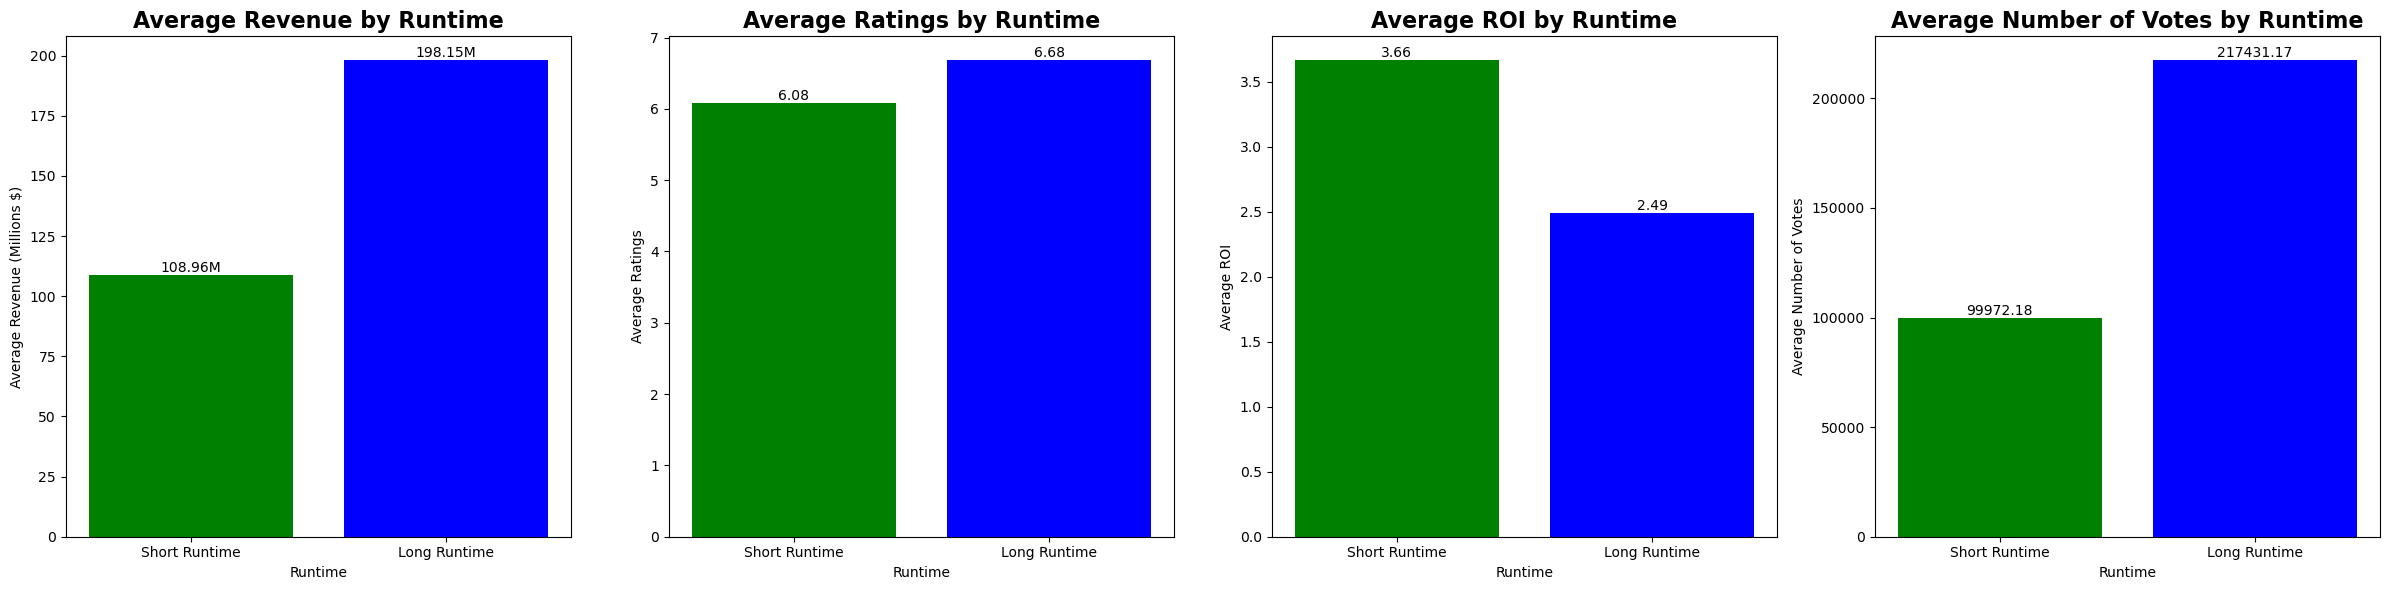 Average Revenue by Runtime
Average Revenue (Millions $)
200
175
150
125
100
75
50
25
0
108.96M
198.15M
Short Runtime
Long Runtime
Runtime
Average Ratings by Runtime
Average Ratings
7
6
5
4
3
2
1
0
6.08
6.68
Short Runtime
Long Runtime
Runtime
Average ROI by Runtime
Average ROI
3.5
3.0
2.5
2.0
1.5
1.0
0.5
0.0
3.66
2.49
Short Runtime
Long Runtime
Runtime
Average Number of Votes by Runtime
Average Number of Votes
200000
150000
100000
50000
0
99972.18
217431.17
Short Runtime
Long Runtime
Runtime